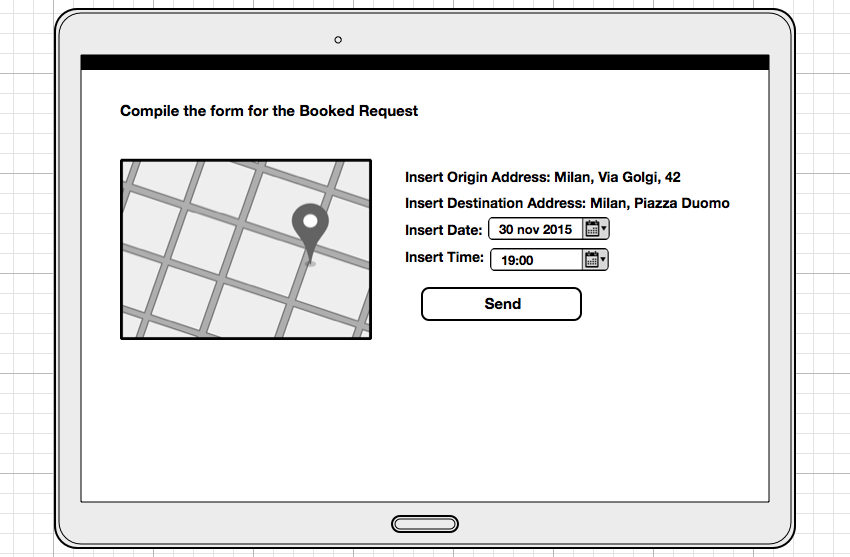 Compile the form for the Booked Request
Insert Origin Address: Milan, Via Golgi, 42
Insert Destination Address: Milan, Piazza Duomo
Insert Date: 30 nov 2015
Insert Time: 19:00
Send